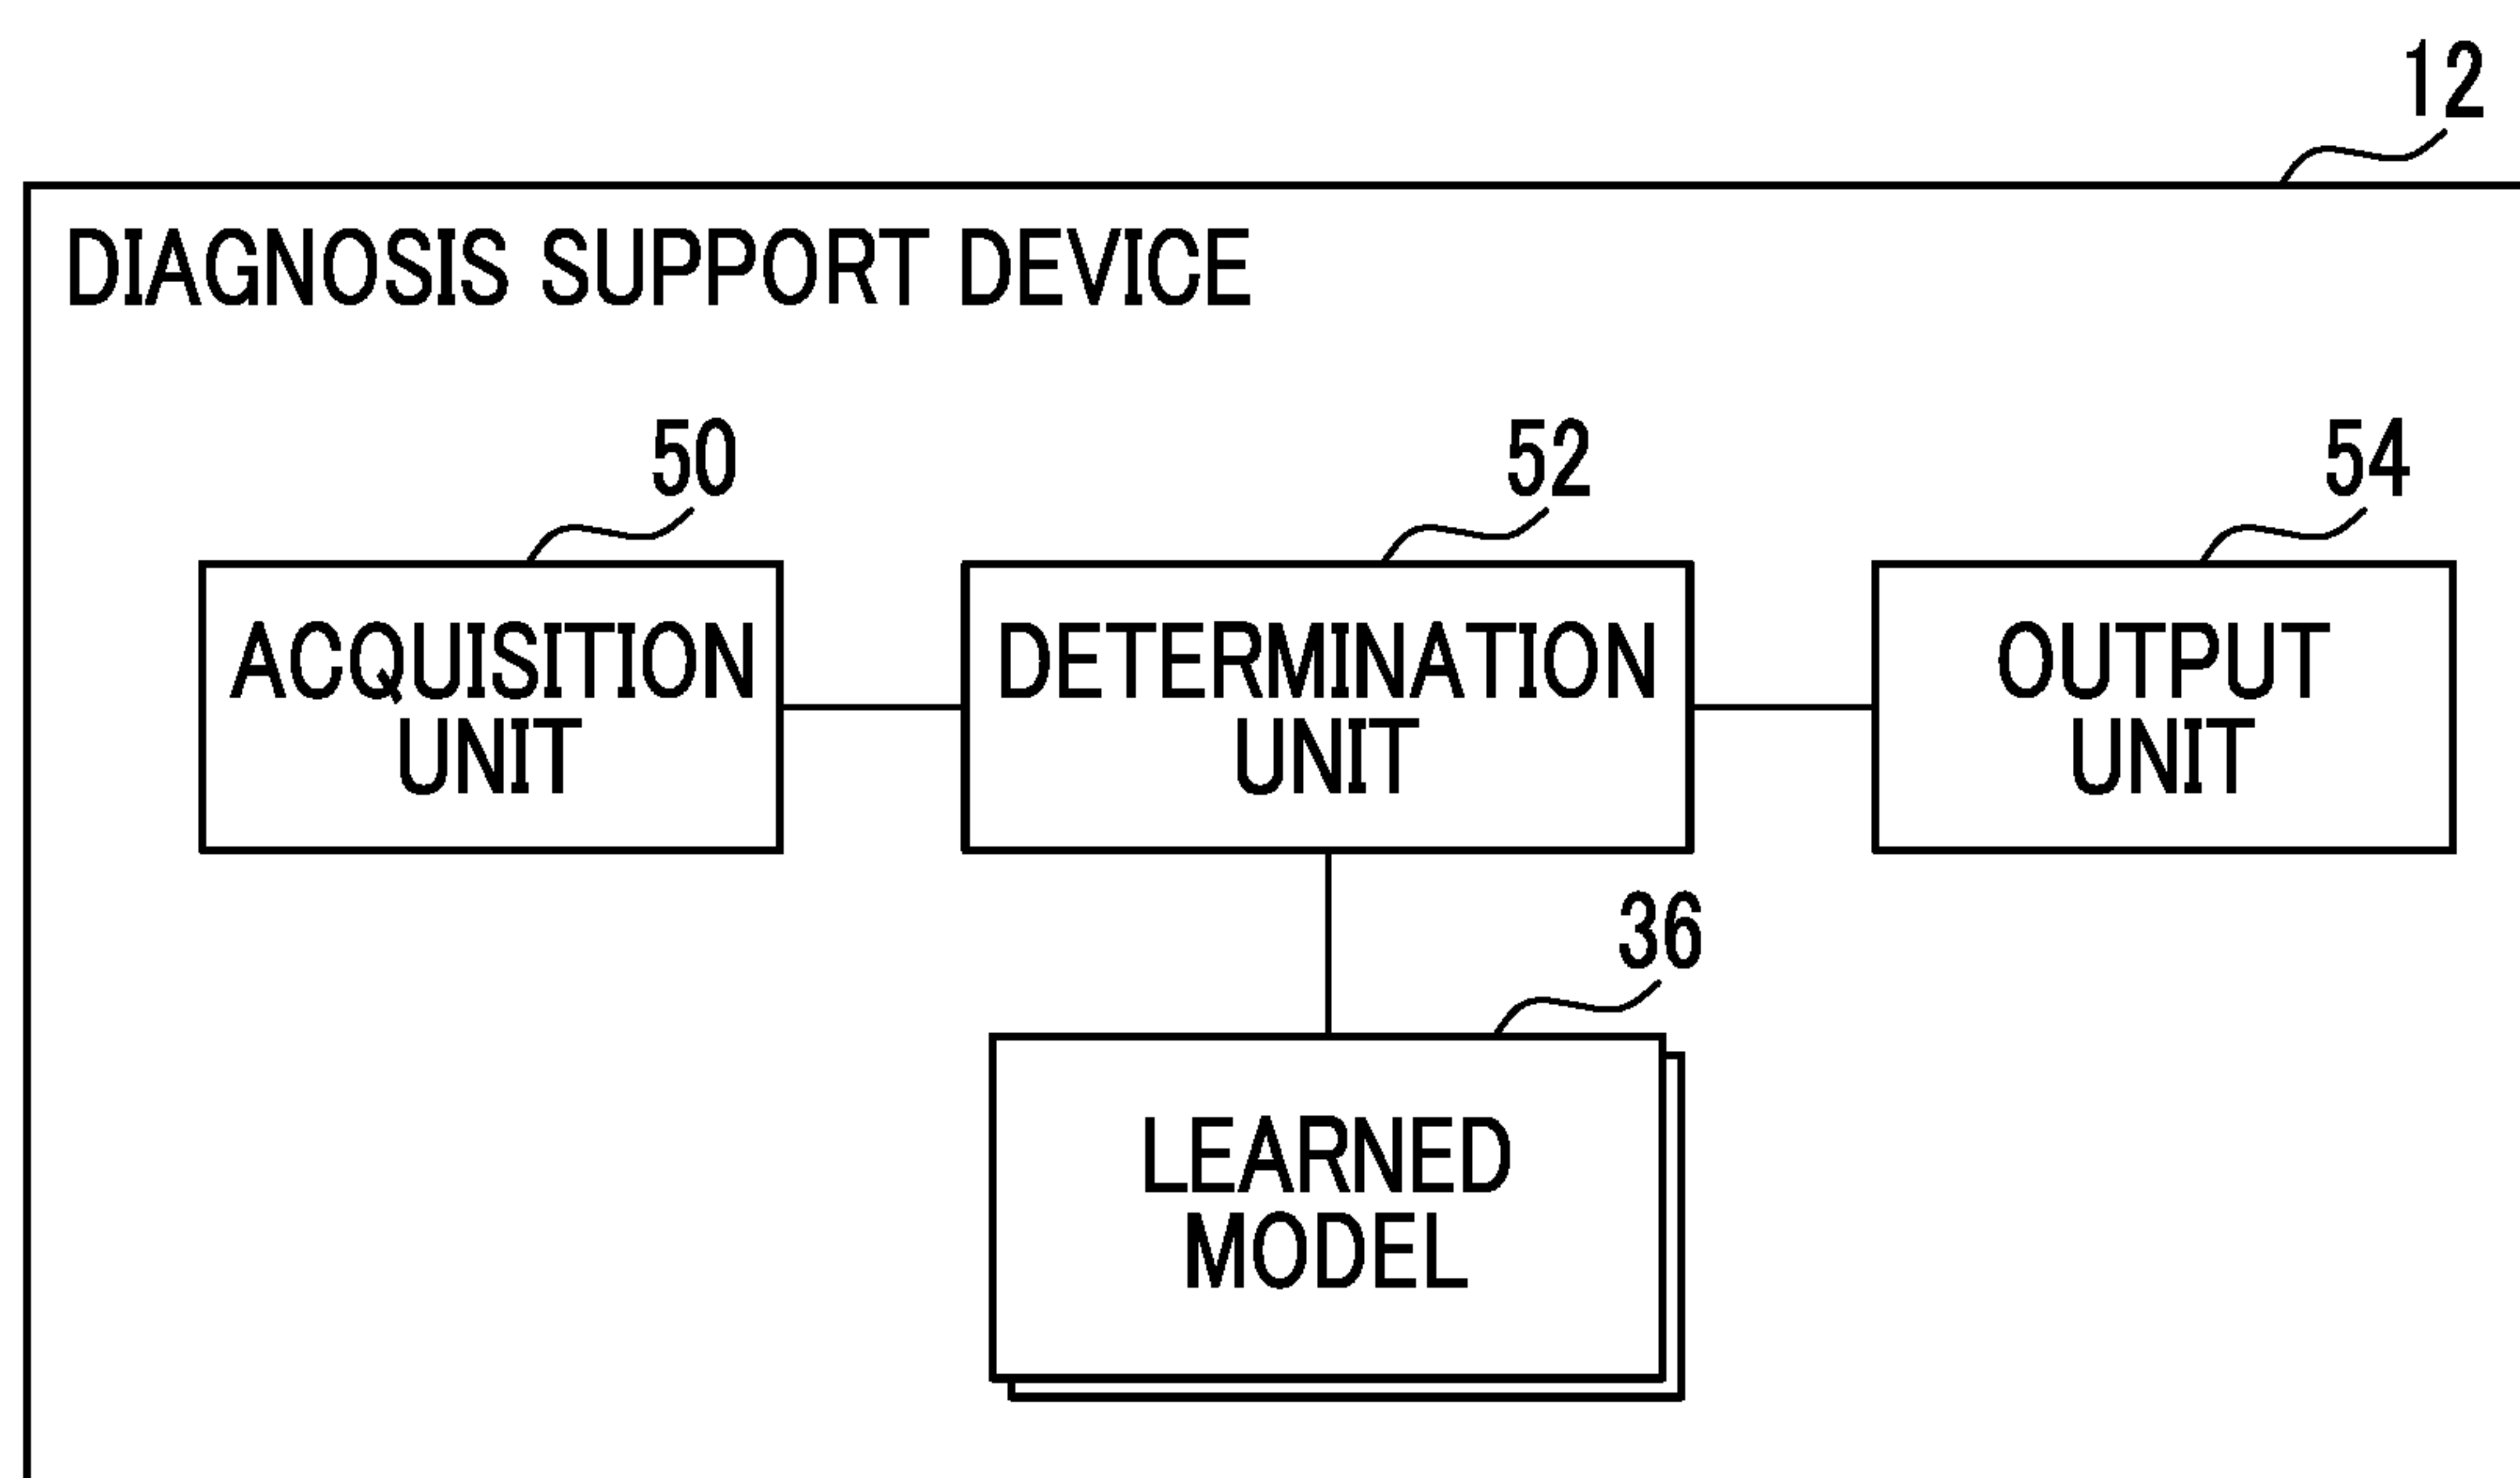 12
DIAGNOSIS SUPPORT DEVICE
50
52
54
ACQUISITION
UNIT
DETERMINATION
UNIT
OUTPUT
UNIT
36
LEARNED
MODEL